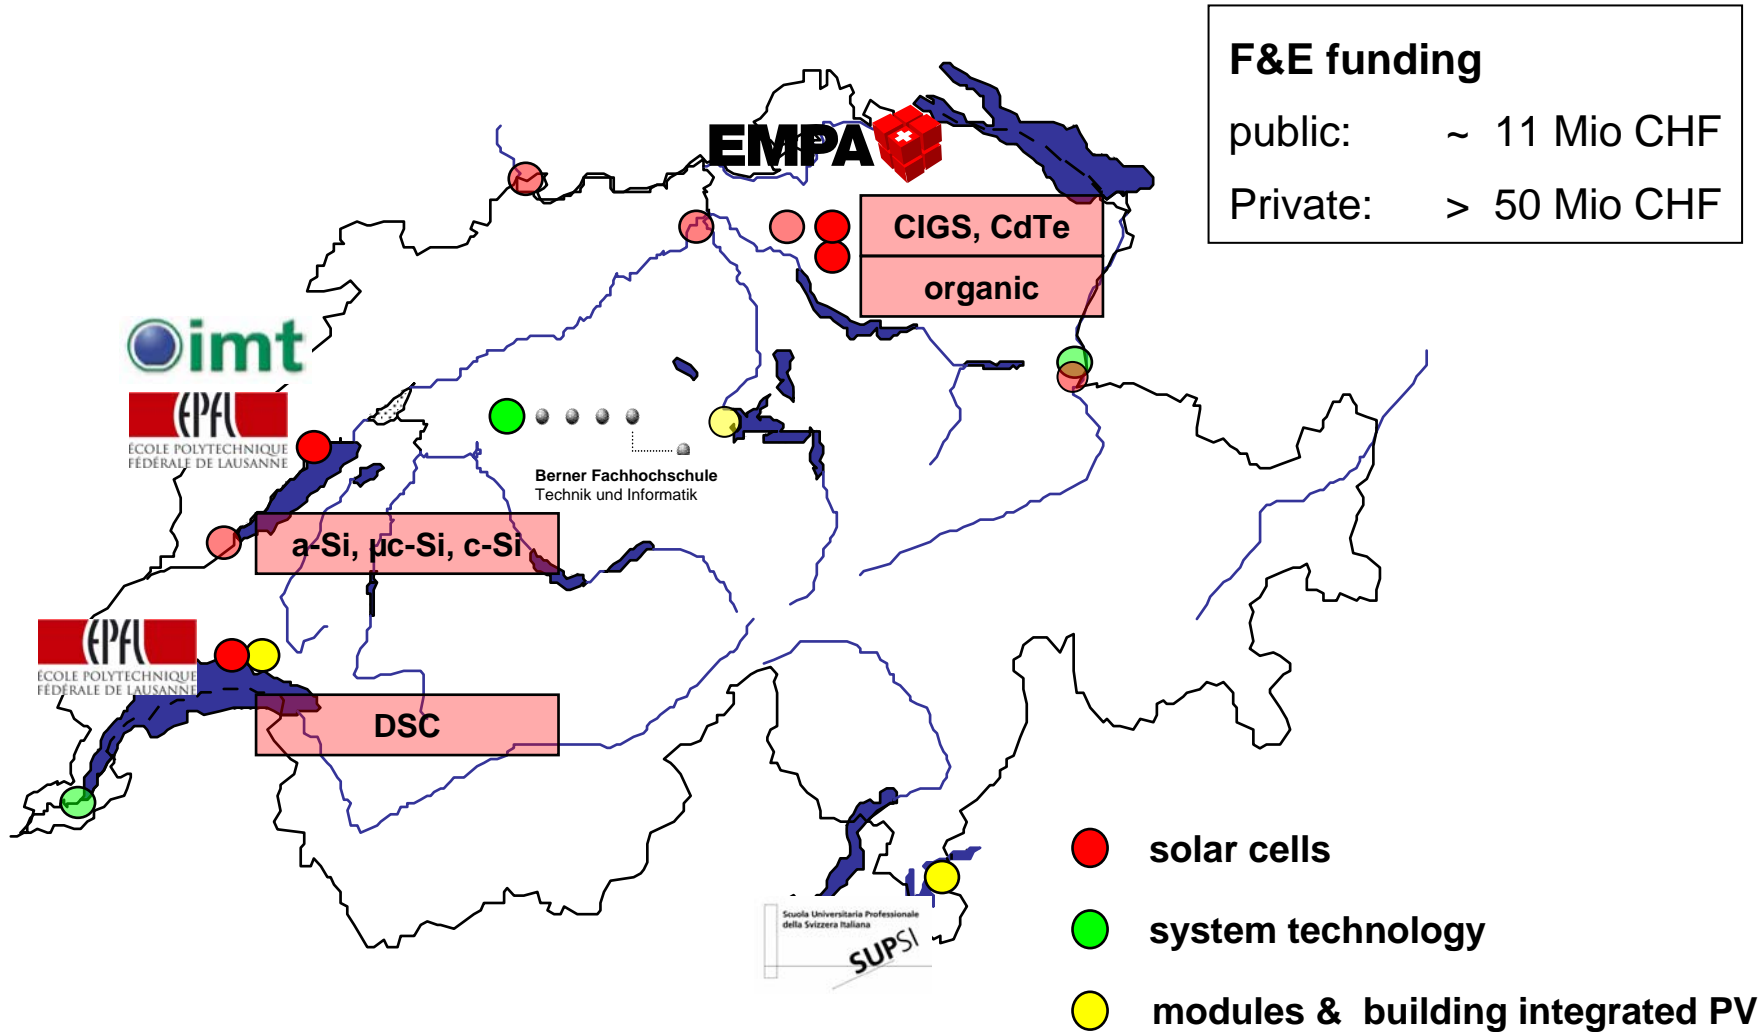 F&E funding
public: ~ 11 Mio CHF
Private: > 50 Mio CHF
EMPA
CIGS, CdTe
organic
imt
EPFL
ÉCOLE POLYTECHNIQUE
FÉDÉRALE DE LAUSANNE
Berner Fachhochschule
Technik und Informatik
a-Si, µc-Si, c-Si
EPFL
ÉCOLE POLYTECHNIQUE
FÉDÉRALE DE LAUSANNE
DSC
solar cells
Scuola Universitaria Professionale
della Svizzera Italiana
SUPSI
system technology
modules & building integrated PV